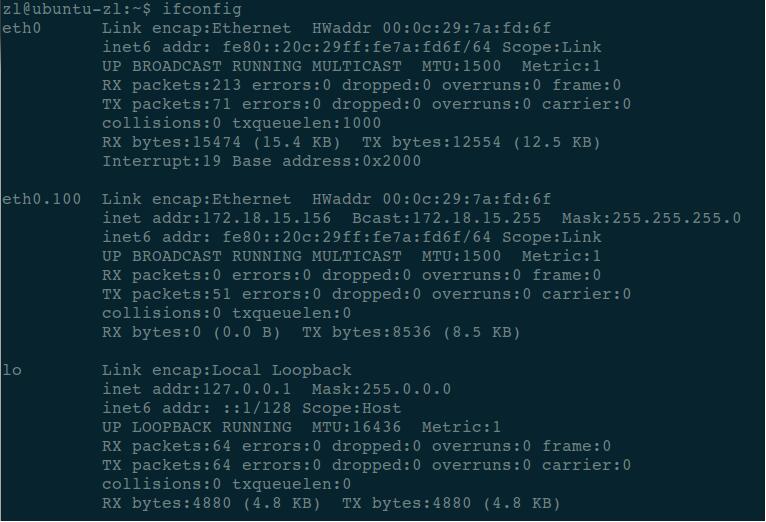 zl@ubuntu-zl:~$ ifconfig
eth0      Link encap:Ethernet  HWaddr 00:0c:29:7a:fd:6f
          inet6 addr: fe80::20c:29ff:fe7a:fd6f/64 Scope:Link
          UP BROADCAST RUNNING MULTICAST  MTU:1500  Metric:1
          RX packets:213 errors:0 dropped:0 overruns:0 frame:0
          TX packets:71 errors:0 dropped:0 overruns:0 carrier:0
          collisions:0 txqueuelen:1000
          RX bytes:15474 (15.4 KB)  TX bytes:12554 (12.5 KB)
          Interrupt:19 Base address:0x2000

eth0.100  Link encap:Ethernet  HWaddr 00:0c:29:7a:fd:6f
          inet addr:172.18.15.156  Bcast:172.18.15.255  Mask:255.255.255.0
          inet6 addr: fe80::20c:29ff:fe7a:fd6f/64 Scope:Link
          UP BROADCAST RUNNING MULTICAST  MTU:1500  Metric:1
          RX packets:0 errors:0 dropped:0 overruns:0 frame:0
          TX packets:51 errors:0 dropped:0 overruns:0 carrier:0
          collisions:0 txqueuelen:0
          RX bytes:0 (0.0 B)  TX bytes:8536 (8.5 KB)

lo        Link encap:Local Loopback
          inet addr:127.0.0.1  Mask:255.0.0.0
          inet6 addr: ::1/128 Scope:Host
          UP LOOPBACK RUNNING  MTU:16436  Metric:1
          RX packets:64 errors:0 dropped:0 overruns:0 frame:0
          TX packets:64 errors:0 dropped:0 overruns:0 carrier:0
          collisions:0 txqueuelen:0
          RX bytes:4880 (4.8 KB)  TX bytes:4880 (4.8 KB)